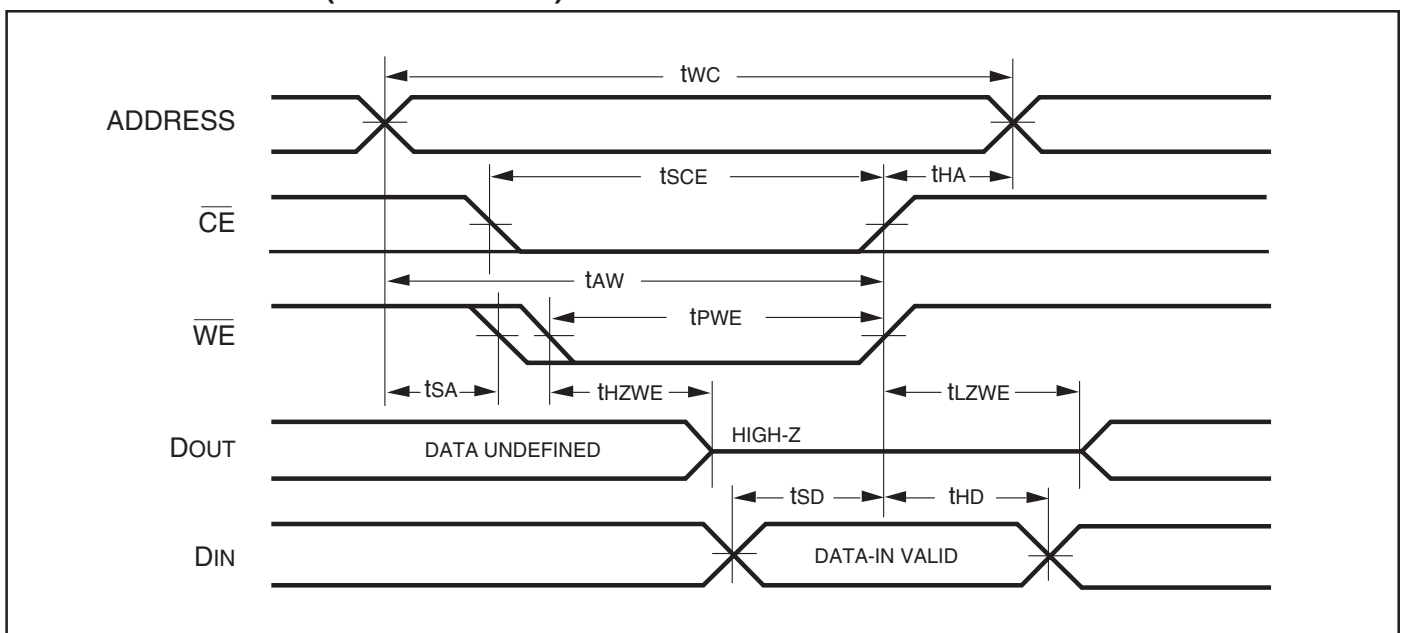 tWC
ADDRESS
tSCE
tHA
CE
tAW
tPWE
WE
tSA
tHZWE
tLZWE
HIGH-Z
DOUT
DATA UNDEFINED
tSD
tHD
DIN
DATA-IN VALID